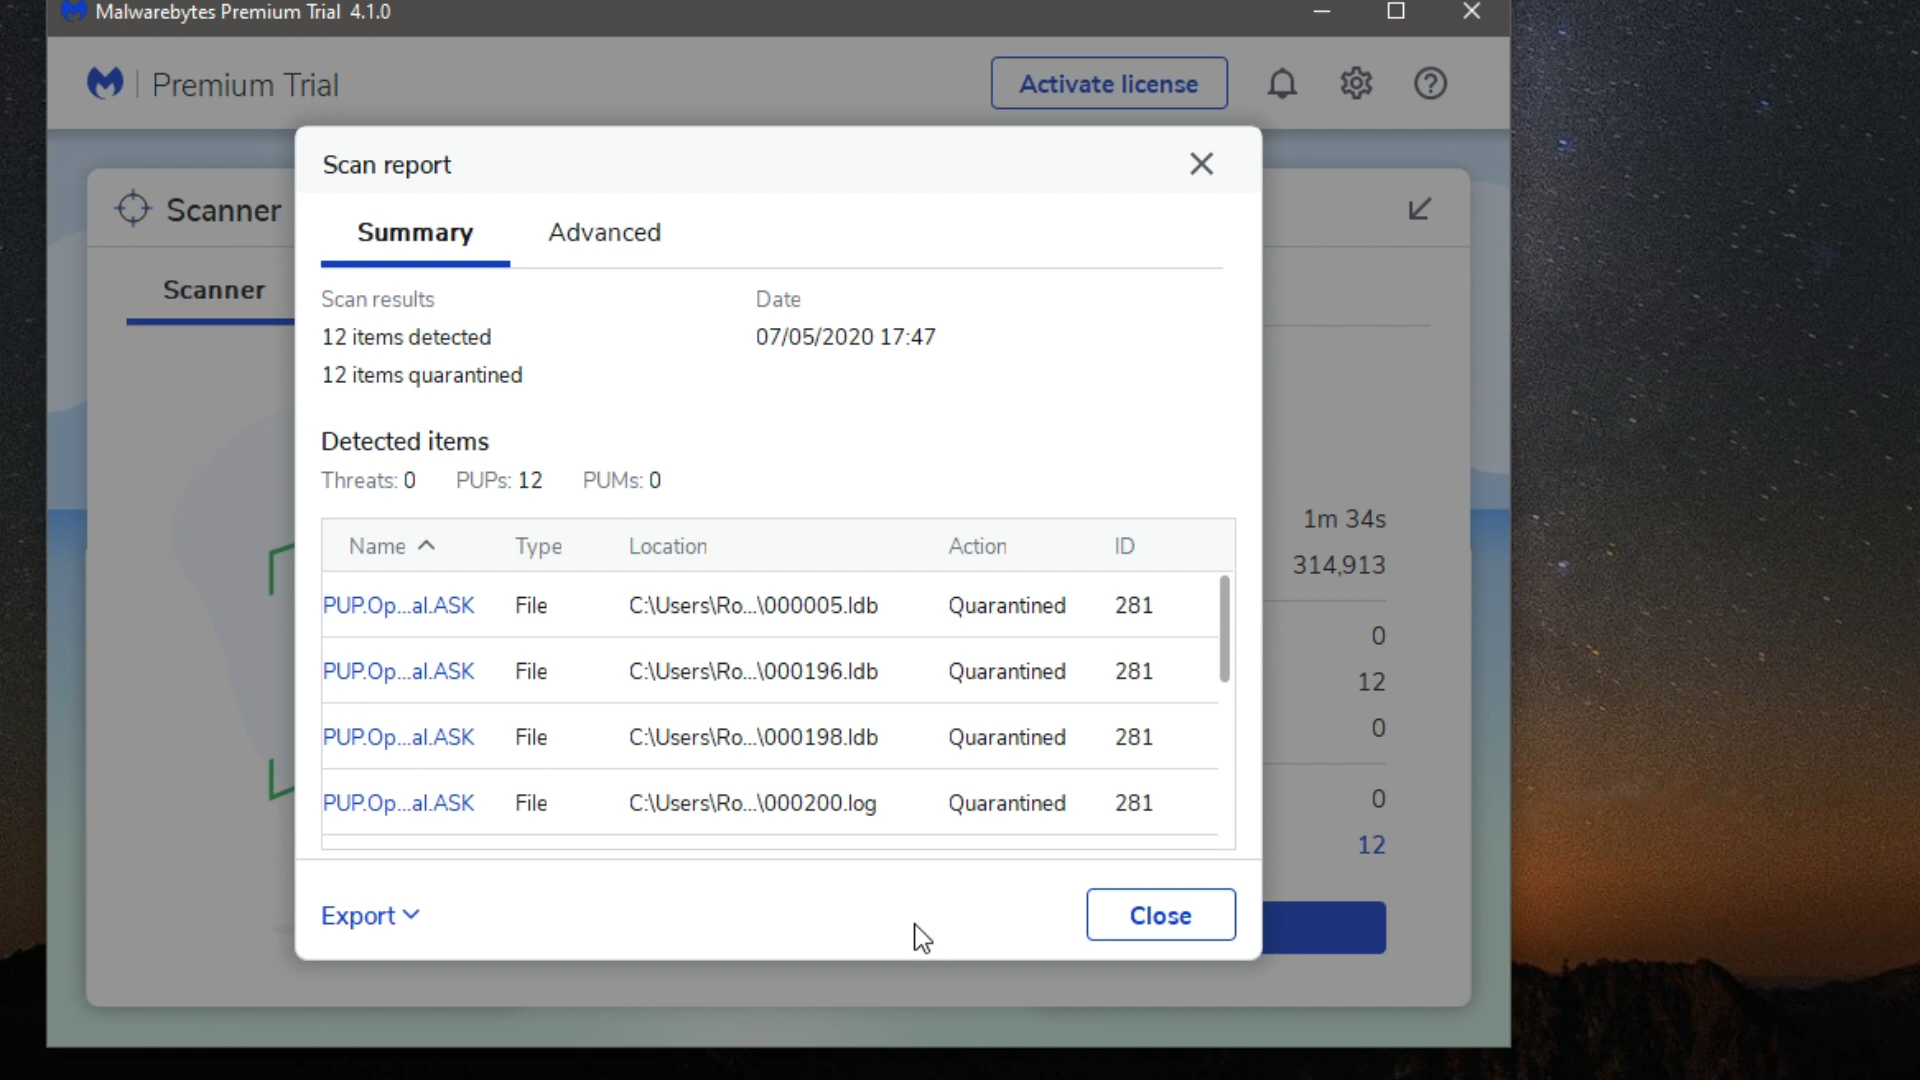 Malwarebytes Premium Trial 4.1.0
Premium Trial
Activate license
Scanner
Scanner
Scan report
Summary Advanced
Scan results Date
12 items detected 07/05/2020 17:47
12 items quarantined
Detected items
Threats: 0 PUPs: 12 PUMs: 0
Name Type Location Action ID
PUP.Op...al.ASK File C:\Users\Ro...\000005.ldb Quarantined 281
PUP.Op...al.ASK File C:\Users\Ro...\000196.ldb Quarantined 281
PUP.Op...al.ASK File C:\Users\Ro...\000198.ldb Quarantined 281
PUP.Op...al.ASK File C:\Users\Ro...\000200.log Quarantined 281
Export Close
1m 34s
314,913
0
12
0
0
12